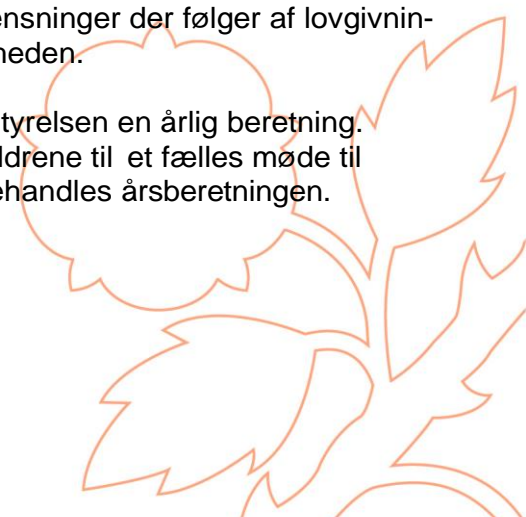 ensninger der følger af lovgivnin-
heden.
tyrelsen en årlig beretning.
ldrene til et fælles møde til
ehandles årsberetningen.